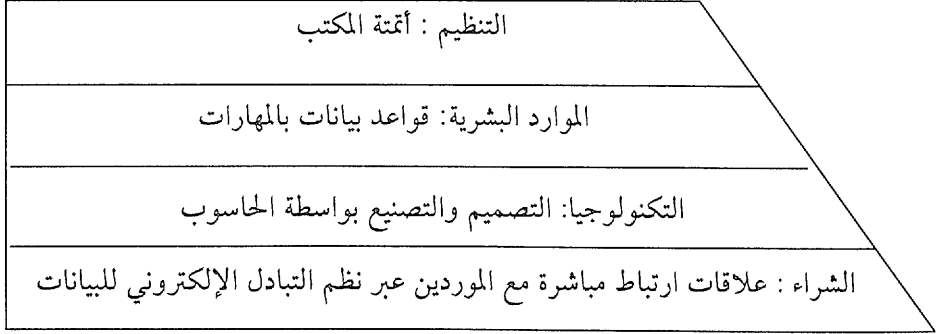 التنظيم : أتمتة المكتب
الموارد البشرية: قواعد بيانات بالمهارات
التكنولوجيا: التصميم والتصنيع بواسطة الحاسوب
الشراء : علاقات ارتباط مباشرة مع الموردين عبر نظم التبادل الإلكتروني للبيانات